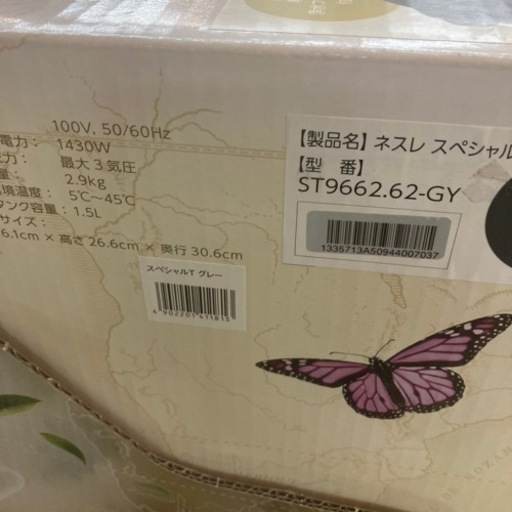 100V, 50/60Hz
電力： 1430W
力： 最大3気圧
量： 2.9kg
境温度： 5℃〜45℃
タンク容量： 1.5L
サイズ：
6.1cm × 高さ 26.6cm × 奥行 30.6cm
【製品名】 ネスレ スペシャル
【型 番】
ST9662.62-GY
1335713A50944007037
スペシャルT グレー
4902201411813